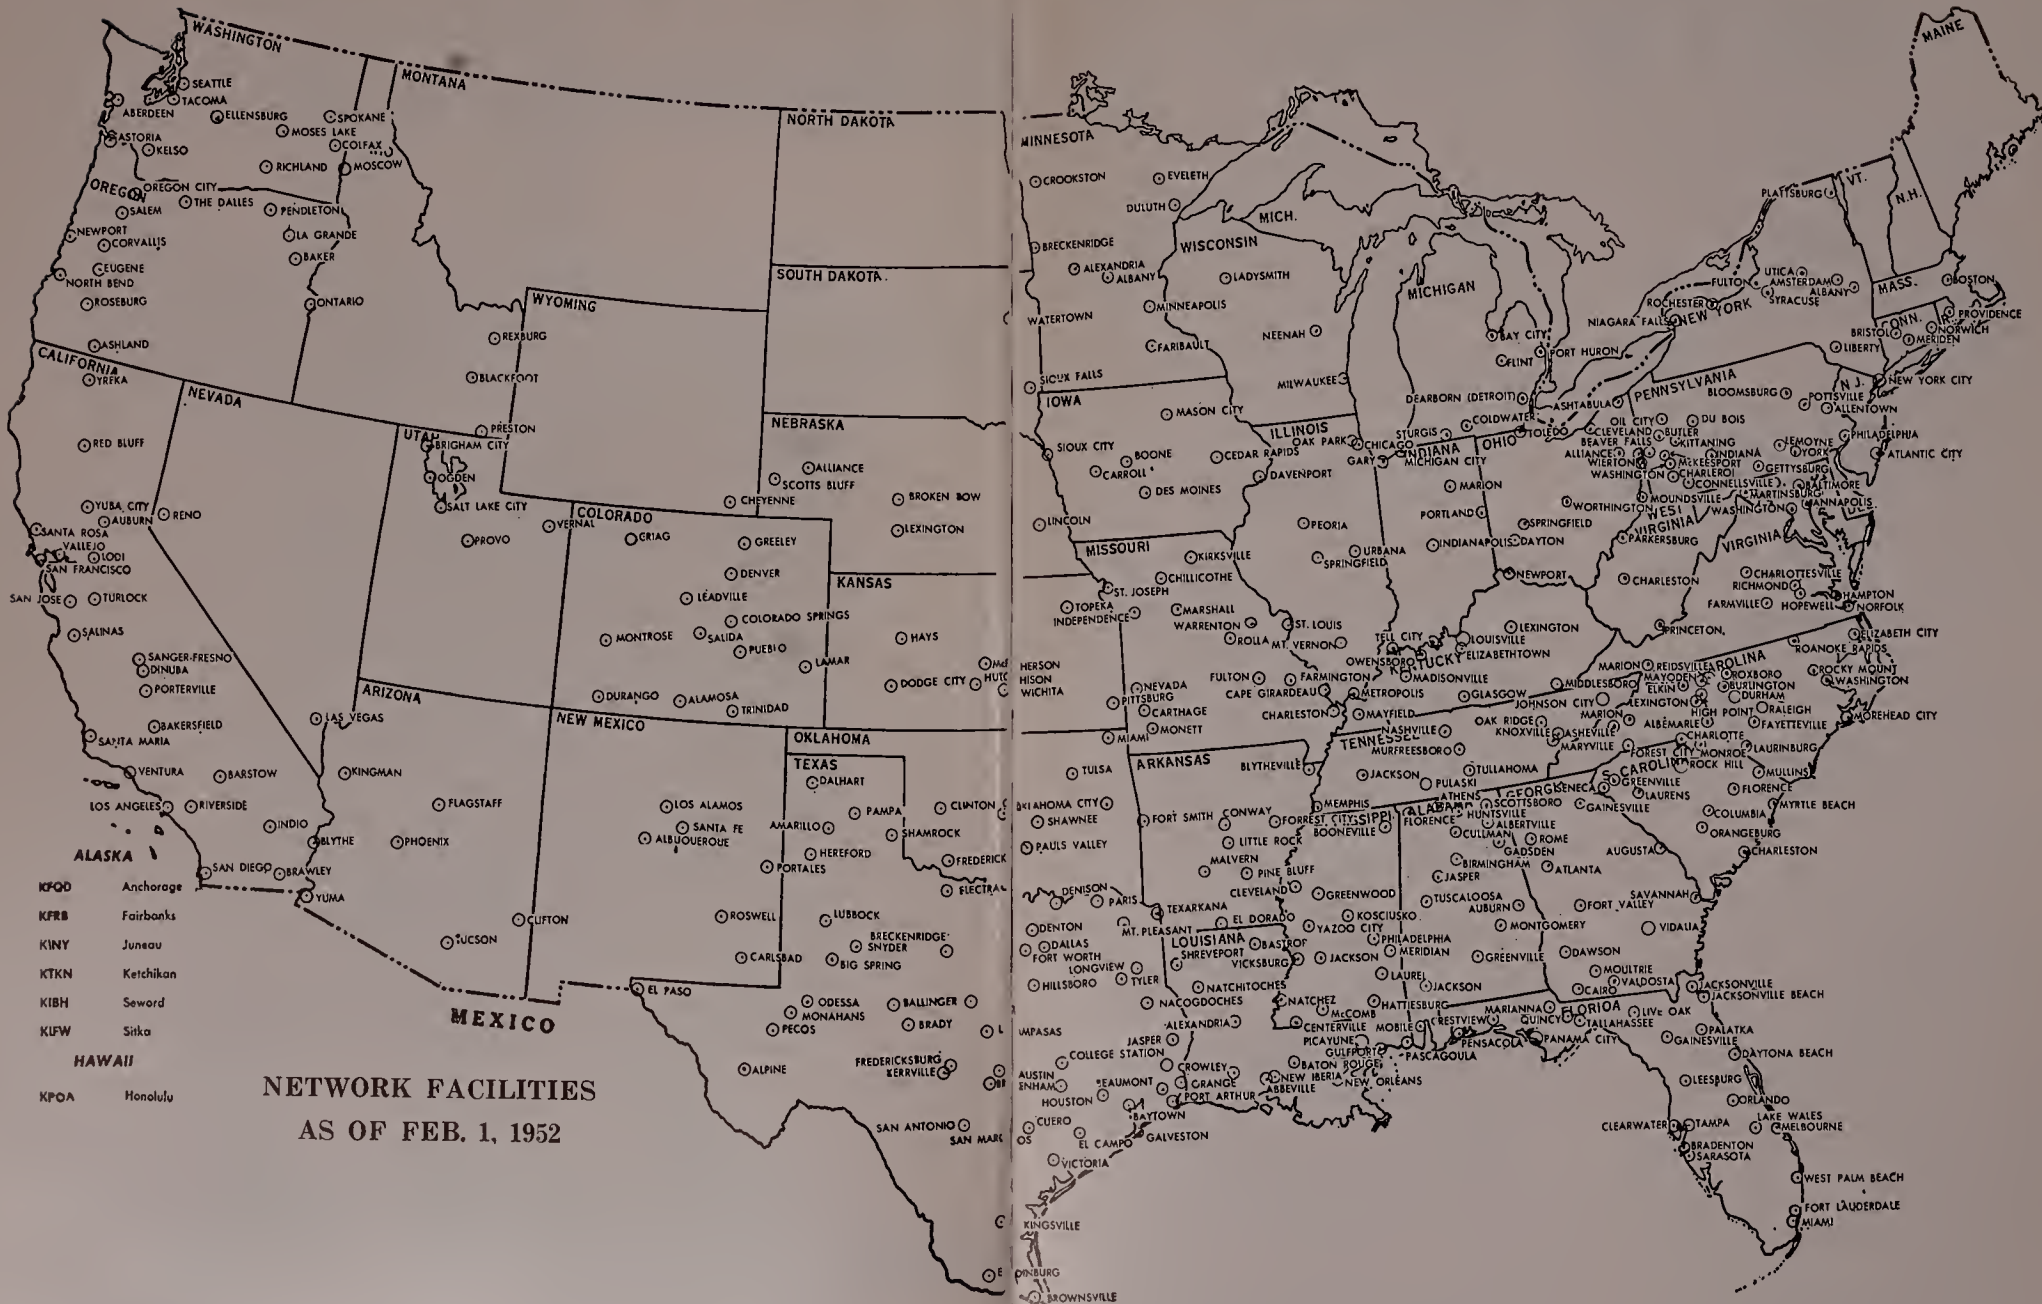 WASHINGTON
SEATTLE
TACOMA
ABERDEEN
ELLENSBURG
SPOKANE
MOSES LAKE
COLFAX
ASTORIA
KELSO
RICHLAND
MOSCOW
OREGON
OREGON CITY
SALEM
THE DALLES
PENDLETON
NEWPORT
CORVALLIS
LA GRANDE
BAKER
EUGENE
NORTH BEND
ROSEBURG
ONTARIO
ASHLAND
MONTANA
REXBURG
BLACKFOOT
PRESTON
WYOMING
CHEYENNE
CALIFORNIA
YREKA
RED BLUFF
YUBA CITY
AUBURN
RENO
SANTA ROSA
VALLEJO
LODI
SAN FRANCISCO
SAN JOSE
TURLOCK
SALINAS
SANGER-FRESNO
DINUBA
PORTERVILLE
BAKERSFIELD
SANTA MARIA
VENTURA
BARSTOW
LOS ANGELES
RIVERSIDE
INDIO
BLYTHE
SAN DIEGO
BRAWLEY
NEVADA
LAS VEGAS
UTAH
BRIGHAM CITY
OGDEN
SALT LAKE CITY
PROVO
VERNAL
ARIZONA
KINGMAN
FLAGSTAFF
PHOENIX
YUMA
TUCSON
CLIFTON
COLORADO
CRIAG
GREELEY
DENVER
LEADVILLE
COLORADO SPRINGS
MONTROSE
SALIDA
PUEBLO
LAMAR
DURANGO
ALAMOSA
TRINIDAD
NEW MEXICO
LOS ALAMOS
SANTA FE
ALBUQUERQUE
PORTALES
ROSWELL
CARLSBAD
NORTH DAKOTA
SOUTH DAKOTA
WATERTOWN
SIOUX FALLS
NEBRASKA
ALLIANCE
SCOTTS BLUFF
BROKEN BOW
LEXINGTON
LINCOLN
KANSAS
HAYS
DODGE CITY
McPHERSON
HUTCHISON
WICHITA
TOPEKA
PITTSBURG
OKLAHOMA
TULSA
MIAMI
CLINTON
OKLAHOMA CITY
SHAWNEE
PAULS VALLEY
FREDERICK
TEXAS
DALHART
PAMPA
AMARILLO
SHAMROCK
HEREFORD
ELECTRA
LUBBOCK
BRECKENRIDGE
SNYDER
BIG SPRING
EL PASO
ODESSA
MONAHANS
PECOS
BALLINGER
BRADY
LAMPASAS
ALPINE
FREDERICKSBURG
KERRVILLE
SAN ANTONIO
SAN MARCOS
DENISON
PARIS
DENTON
MT. PLEASANT
TEXARKANA
DALLAS
FORT WORTH
LONGVIEW
HILLSBORO
TYLER
NACOGDOCHES
JASPER
COLLEGE STATION
AUSTIN
BRENHAM
BEAUMONT
ORANGE
HOUSTON
PORT ARTHUR
BAYTOWN
CUERO
EL CAMPO
GALVESTON
VICTORIA
KINGSVILLE
EDINBURG
BROWNSVILLE
MEXICO
MINNESOTA
CROOKSTON
EVELETH
DULUTH
BRECKENRIDGE
ALEXANDRIA
ALBANY
MINNEAPOLIS
FARIBAULT
WISCONSIN
LADYSMITH
NEENAH
MILWAUKEE
MICH.
MICHIGAN
BAY CITY
FLINT
PORT HURON
DEARBORN (DETROIT)
COLDWATER
STURGIS
IOWA
MASON CITY
SIOUX CITY
BOONE
CARROLL
CEDAR RAPIDS
DAVENPORT
DES MOINES
ILLINOIS
OAK PARK
CHICAGO
PEORIA
URBANA
SPRINGFIELD
MT. VERNON
METROPOLIS
INDIANA
GARY
MICHIGAN CITY
MARION
PORTLAND
INDIANAPOLIS
TELL CITY
OHIO
TOLEDO
ASHTABULA
CLEVELAND
ALLIANCE
WORTHINGTON
SPRINGFIELD
DAYTON
MISSOURI
KIRKSVILLE
CHILLICOTHE
ST. JOSEPH
INDEPENDENCE
MARSHALL
WARRENTON
ST. LOUIS
ROLLA
FARMINGTON
CAPE GIRARDEAU
CHARLESTON
NEVADA
CARTHAGE
MONETT
KENTUCKY
NEWPORT
LEXINGTON
LOUISVILLE
ELIZABETHTOWN
OWENSBORO
MADISONVILLE
FULTON
MAYFIELD
GLASGOW
MIDDLESBORO
TENNESSEE
NASHVILLE
MURFREESBORO
JACKSON
TULLAHOMA
PULASKI
MEMPHIS
OAK RIDGE
KNOXVILLE
MARYVILLE
JOHNSON CITY
ARKANSAS
BLYTHEVILLE
FORT SMITH
CONWAY
FORREST CITY
LITTLE ROCK
MALVERN
PINE BLUFF
EL DORADO
LOUISIANA
SHREVEPORT
BASTROP
NATCHITOCHES
ALEXANDRIA
CROWLEY
BATON ROUGE
NEW IBERIA
ABBEVILLE
NEW ORLEANS
MISSISSIPPI
BOONEVILLE
CLEVELAND
GREENWOOD
KOSCIUSKO
YAZOO CITY
PHILADELPHIA
MERIDIAN
VICKSBURG
JACKSON
LAUREL
NATCHEZ
McCOMB
HATTIESBURG
CENTERVILLE
PICAYUNE
GULFPORT
PASCAGOULA
ALABAMA
ATHENS
SCOTTSBORO
FLORENCE
HUNTSVILLE
ALBERTVILLE
CULLMAN
GADSDEN
BIRMINGHAM
JASPER
TUSCALOOSA
AUBURN
MONTGOMERY
GREENVILLE
JACKSON
MOBILE
GEORGIA
GAINESVILLE
ROME
ATLANTA
AUGUSTA
SAVANNAH
FORT VALLEY
VIDALIA
DAWSON
MOULTRIE
VALDOSTA
CAIRO
FLORIDA
MARIANNA
CRESTVIEW
QUINCY
LIVE OAK
TALLAHASSEE
PENSACOLA
PANAMA CITY
JACKSONVILLE
JACKSONVILLE BEACH
PALATKA
GAINESVILLE
DAYTONA BEACH
LEESBURG
ORLANDO
LAKE WALES
CLEARWATER
TAMPA
MELBOURNE
BRADENTON
SARASOTA
WEST PALM BEACH
FORT LAUDERDALE
MIAMI
S. CAROLINA
SENECA
GREENVILLE
LAURENS
ROCK HILL
MULLINS
FLORENCE
MYRTLE BEACH
COLUMBIA
ORANGEBURG
CHARLESTON
CAROLINA
ELIZABETH CITY
ROANOKE RAPIDS
REIDSVILLE
MAYODEN
ROXBORO
ELKIN
BURLINGTON
DURHAM
ROCKY MOUNT
WASHINGTON
LEXINGTON
HIGH POINT
RALEIGH
MARION
ALBEMARLE
FAYETTEVILLE
MOREHEAD CITY
ASHEVILLE
CHARLOTTE
FOREST CITY
MONROE
LAURINBURG
VIRGINIA
MARION
CHARLOTTESVILLE
RICHMOND
FARMVILLE
HOPEWELL
HAMPTON
NORFOLK
WEST VIRGINIA
WIERTON
MOUNDSVILLE
MARTINSBURG
PARKERSBURG
CHARLESTON
PRINCETON
WASHINGTON
BALTIMORE
ANNAPOLIS
DEL.
PENNSYLVANIA
BLOOMSBURG
POTTSVILLE
ALLENTOWN
OIL CITY
DU BOIS
BUTLER
BEAVER FALLS
KITTANING
INDIANA
LEMOYNE
YORK
McKEESPORT
GETTYSBURG
WASHINGTON
CHARLEROI
CONNELLSVILLE
PHILADELPHIA
N.J.
ATLANTIC CITY
NEW YORK
PLATTSBURG
UTICA
FULTON
AMSTERDAM
ALBANY
SYRACUSE
ROCHESTER
NIAGARA FALLS
LIBERTY
NEW YORK CITY
VT.
N.H.
MAINE
MASS.
BOSTON
CONN.
R.I.
PROVIDENCE
NORWICH
BRISTOL
MERIDEN
ALASKA
KFQD Anchorage
KFRB Fairbanks
KINY Juneau
KTKN Ketchikan
KIBH Seword
KIFW Sitka
HAWAII
KPOA Honolulu
NETWORK FACILITIES
AS OF FEB. 1, 1952